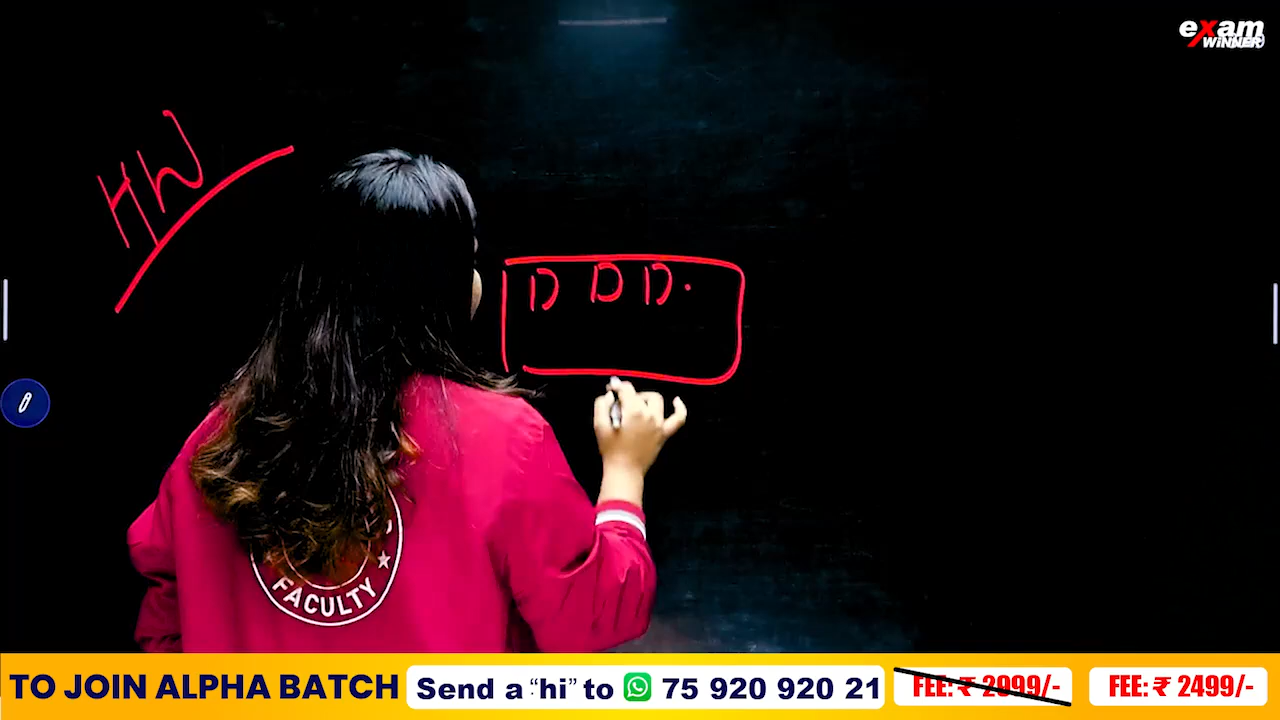 exam
WINNER
HW
D D D.
FACULTY
TO JOIN ALPHA BATCH
Send a “hi” to 75 920 920 21
FEE: ₹ 2999/-
FEE: ₹ 2499/-